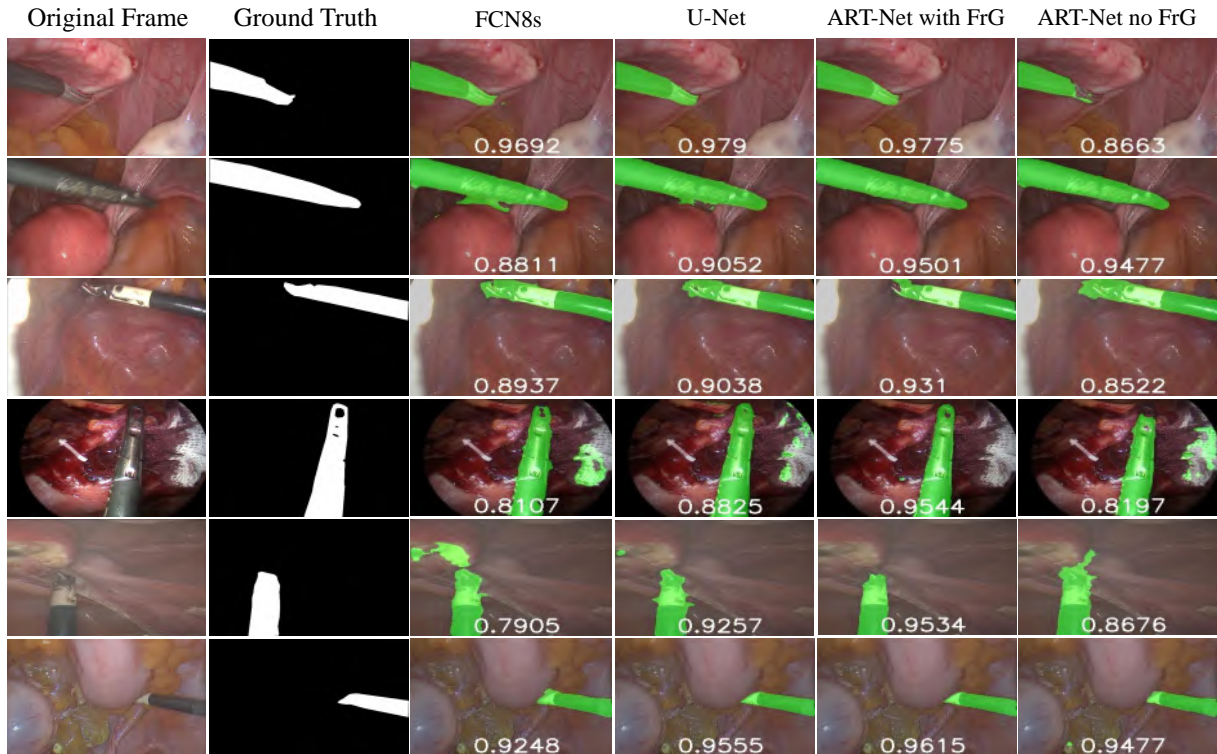 Original Frame Ground Truth FCN8s U-Net ART-Net with FrG ART-Net no FrG
0.9692 0.979 0.9775 0.8663
0.8811 0.9052 0.9501 0.9477
0.8937 0.9038 0.931 0.8522
0.8107 0.8825 0.9544 0.8197
0.7905 0.9257 0.9534 0.8676
0.9248 0.9555 0.9615 0.9477